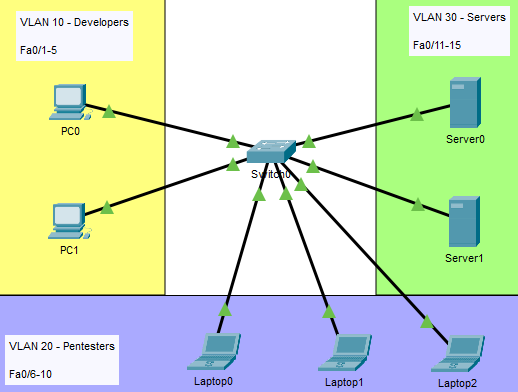 VLAN 10 - Developers
Fa0/1-5
VLAN 30 - Servers
Fa0/11-15
PC0
Server0
Switch0
PC1
Server1
VLAN 20 - Pentesters
Fa0/6-10
Laptop0
Laptop1
Laptop2